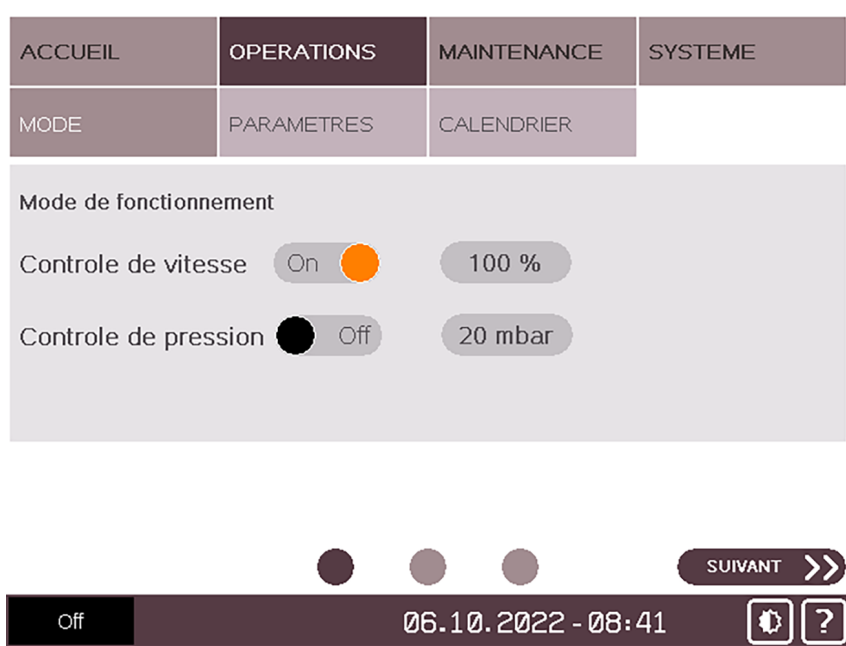 ACCUEIL OPERATIONS MAINTENANCE SYSTEME
MODE PARAMETRES CALENDRIER
Mode de fonctionnement
Controle de vitesse On 100 %
Controle de pression Off 20 mbar
SUIVANT
Off 06.10.2022 - 08:41 ?